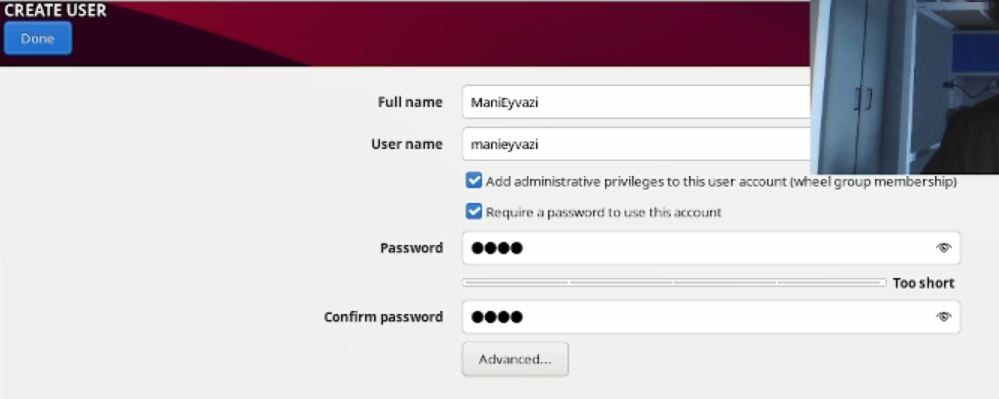 CREATE USER
Done
Full name ManiEyvazi
User name manieyvazi
Add administrative privileges to this user account (wheel group membership)
Require a password to use this account
Password ●●●●
Too short
Confirm password ●●●●
Advanced...